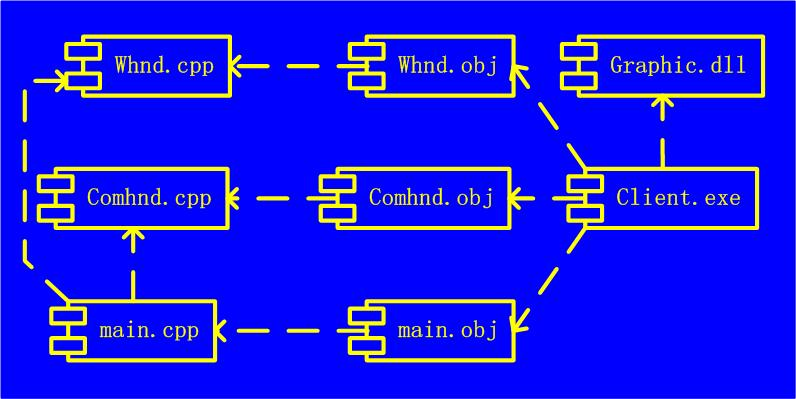 Whnd.cpp
Whnd.obj
Graphic.dll
Comhnd.cpp
Comhnd.obj
Client.exe
main.cpp
main.obj